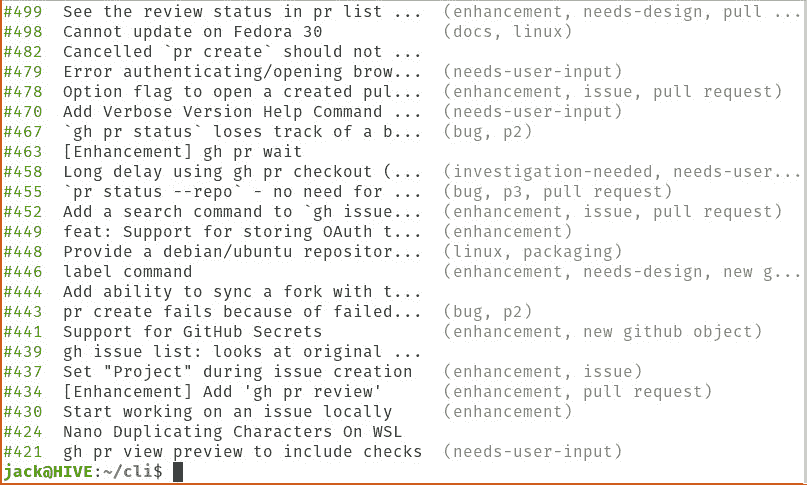 #499  See the review status in pr list ...  (enhancement, needs-design, pull ...
#498  Cannot update on Fedora 30            (docs, linux)
#482  Cancelled `pr create` should not ...
#479  Error authenticating/opening brow...  (needs-user-input)
#478  Option flag to open a created pul...  (enhancement, issue, pull request)
#470  Add Verbose Version Help Command ...  (needs-user-input)
#467  `gh pr status` loses track of a b...  (bug, p2)
#463  [Enhancement] gh pr wait
#458  Long delay using gh pr checkout (...  (investigation-needed, needs-user...
#455  `pr status --repo` - no need for ...  (bug, p3, pull request)
#452  Add a search command to `gh issue...  (enhancement, issue, pull request)
#449  feat: Support for storing OAuth t...  (enhancement)
#448  Provide a debian/ubuntu repositor...  (linux, packaging)
#446  label command                         (enhancement, needs-design, new g...
#444  Add ability to sync a fork with t...
#443  pr create fails because of failed...  (bug, p2)
#441  Support for GitHub Secrets            (enhancement, new github object)
#439  gh issue list: looks at original ...
#437  Set "Project" during issue creation   (enhancement, issue)
#434  [Enhancement] Add 'gh pr review'      (enhancement, pull request)
#430  Start working on an issue locally     (enhancement)
#424  Nano Duplicating Characters On WSL
#421  gh pr view preview to include checks  (needs-user-input)
jack@HIVE:~/cli$